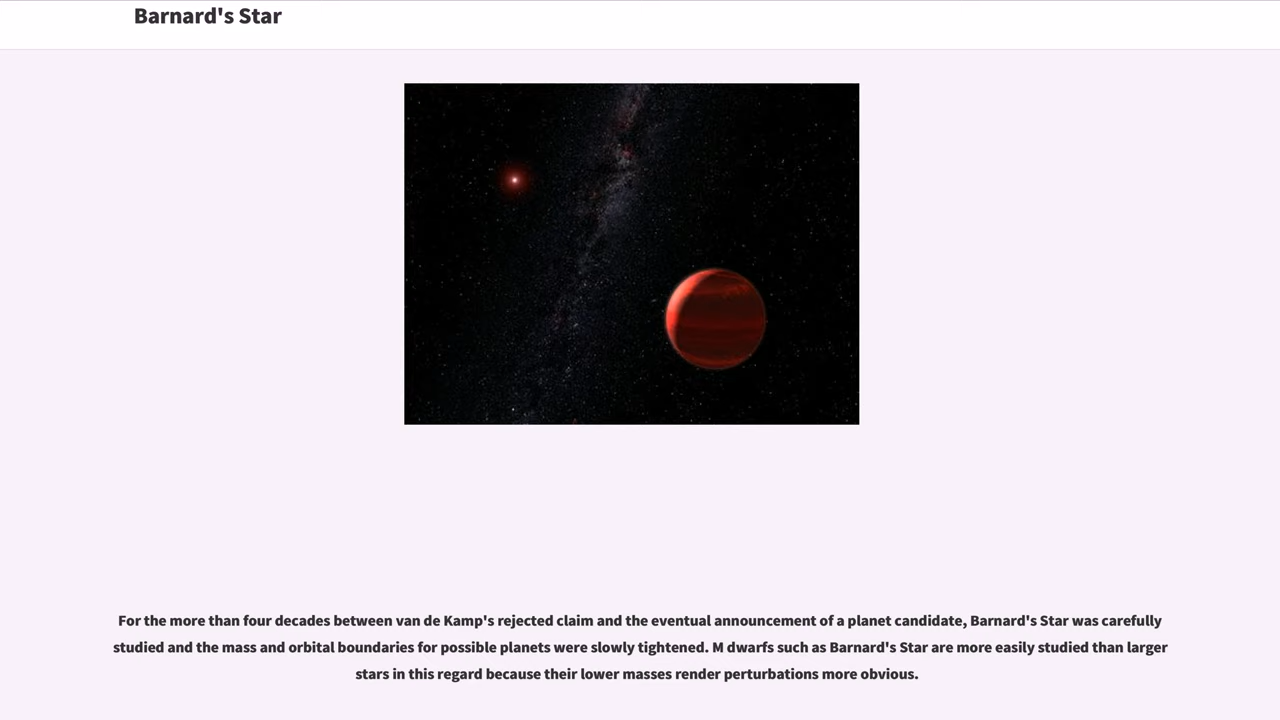 Barnard's Star
For the more than four decades between van de Kamp's rejected claim and the eventual announcement of a planet candidate, Barnard's Star was carefully
studied and the mass and orbital boundaries for possible planets were slowly tightened. M dwarfs such as Barnard's Star are more easily studied than larger
stars in this regard because their lower masses render perturbations more obvious.